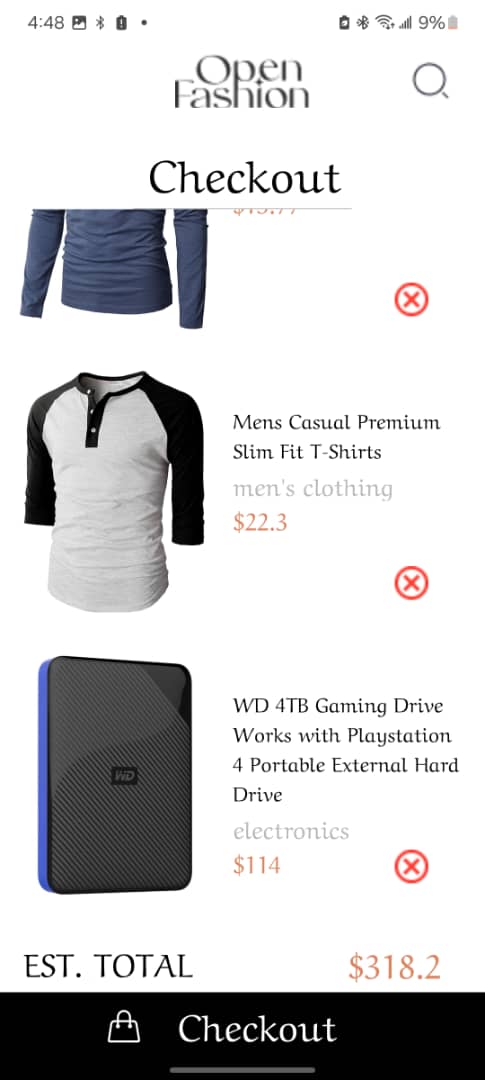 4:48
9%
Open
Fashion
Checkout
Mens Casual Premium
Slim Fit T-Shirts
men's clothing
$22.3
WD 4TB Gaming Drive
Works with Playstation
4 Portable External Hard
Drive
electronics
$114
WD
EST. TOTAL
$318.2
Checkout